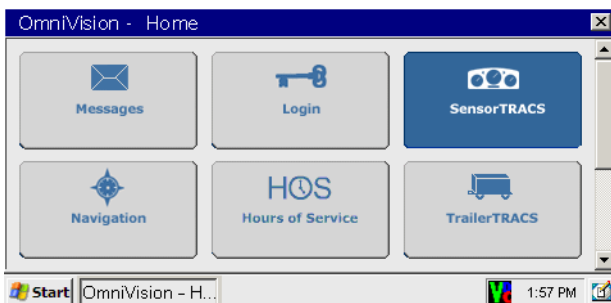 OmniVision - Home
Messages
Login
SensorTRACS
HOS
Navigation
Hours of Service
TrailerTRACS
Start
OmniVision - H...
1:57 PM